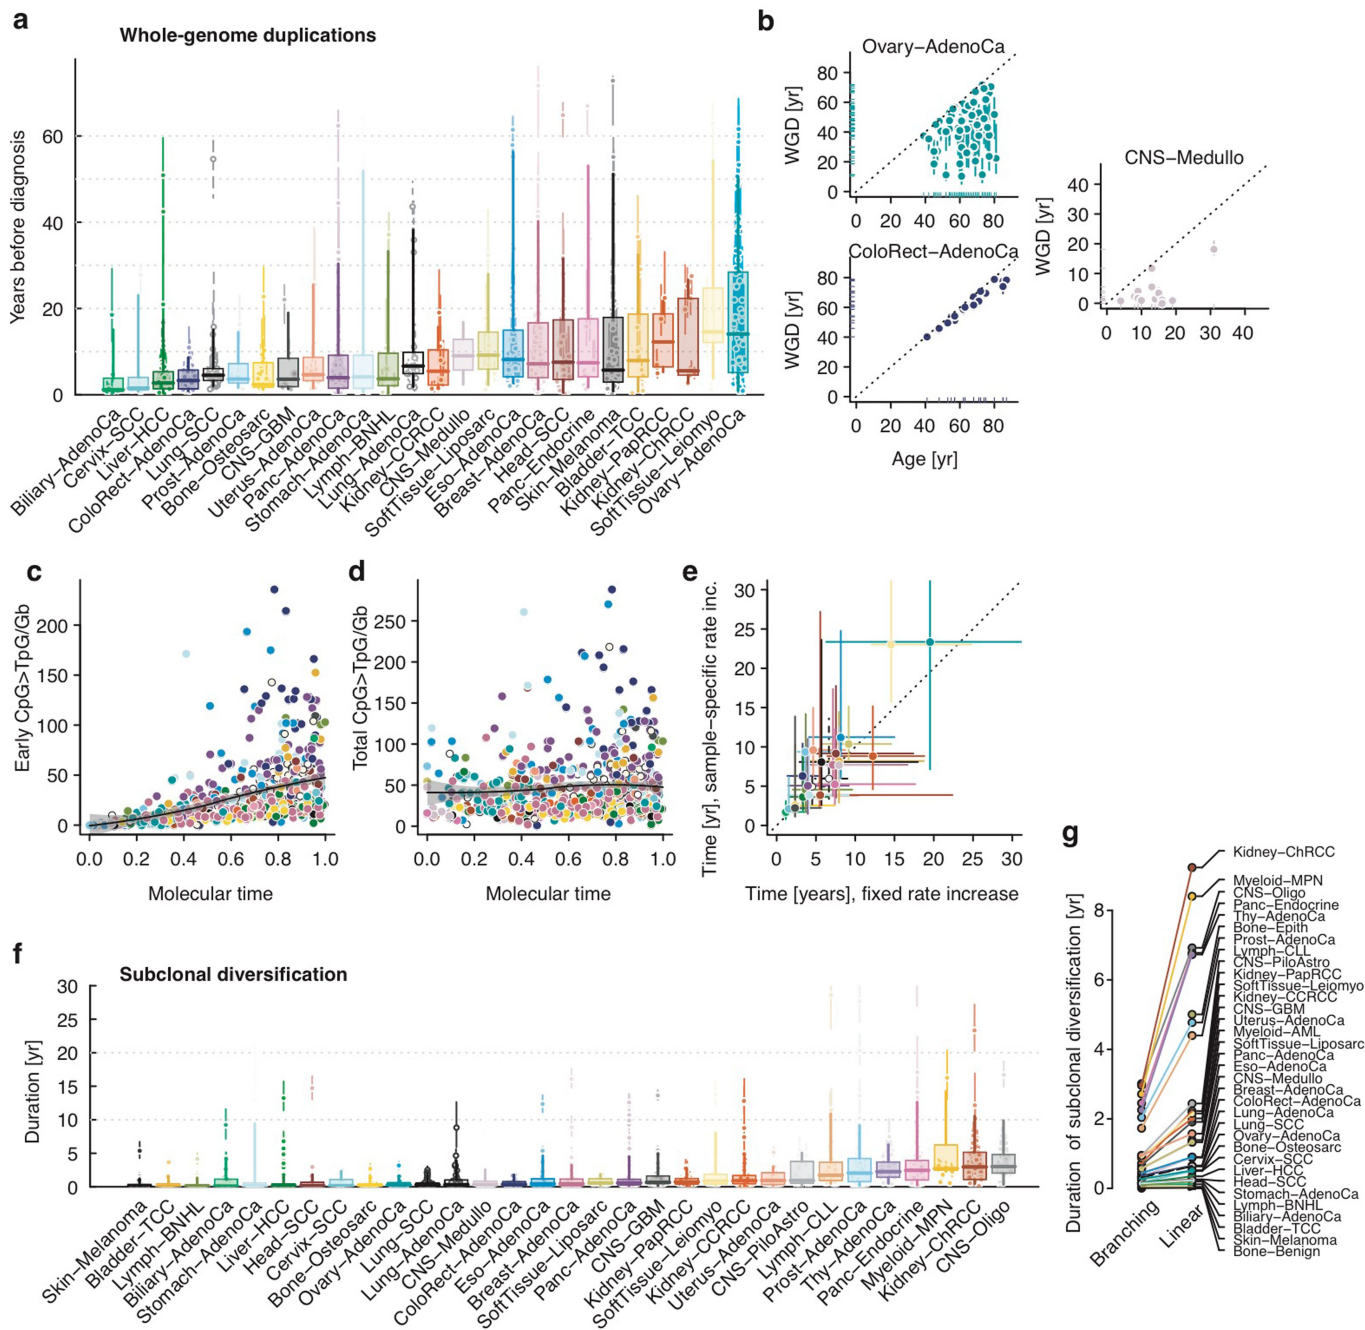 a
Whole-genome duplications
Years before diagnosis
60
40
20
0
Biliary−AdenoCa
Cervix−SCC
Liver−HCC
ColoRect−AdenoCa
Lung−SCC
Prost−AdenoCa
Bone−Osteosarc
CNS−GBM
Uterus−AdenoCa
Panc−AdenoCa
Stomach−AdenoCa
Lymph−BNHL
Lung−AdenoCa
Kidney−CCRCC
CNS−Medullo
SoftTissue−Liposarc
Eso−AdenoCa
Breast−AdenoCa
Head−SCC
Panc−Endocrine
Skin−Melanoma
Bladder−TCC
Kidney−PapRCC
Kidney−ChRCC
SoftTissue−Leiomyo
Ovary−AdenoCa
b
Ovary−AdenoCa
WGD [yr]
80
60
40
20
0
0 20 40 60 80
ColoRect−AdenoCa
WGD [yr]
80
60
40
20
0
0 20 40 60 80
Age [yr]
CNS−Medullo
WGD [yr]
40
30
20
10
0
0 10 20 30 40
c
Early CpG>TpG/Gb
200
150
100
50
0
0.0 0.2 0.4 0.6 0.8 1.0
Molecular time
d
Total CpG>TpG/Gb
250
200
150
100
50
0
0.0 0.2 0.4 0.6 0.8 1.0
Molecular time
e
Time [yr], sample−specific rate inc.
30
25
20
15
10
5
0
0 5 10 15 20 25 30
Time [years], fixed rate increase
f
Subclonal diversification
Duration [yr]
30
25
20
15
10
5
0
Skin−Melanoma
Bladder−TCC
Lymph−BNHL
Biliary−AdenoCa
Stomach−AdenoCa
Liver−HCC
Head−SCC
Cervix−SCC
Bone−Osteosarc
Ovary−AdenoCa
Lung−SCC
Lung−AdenoCa
CNS−Medullo
ColoRect−AdenoCa
Eso−AdenoCa
Breast−AdenoCa
SoftTissue−Liposarc
Panc−AdenoCa
CNS−GBM
Kidney−PapRCC
SoftTissue−Leiomyo
Kidney−CCRCC
Uterus−AdenoCa
CNS−PiloAstro
Lymph−CLL
Prost−AdenoCa
Thy−AdenoCa
Panc−Endocrine
Myeloid−MPN
Kidney−ChRCC
CNS−Oligo
g
Duration of subclonal diversification [yr]
8
6
4
2
0
Branching
Linear
Kidney−ChRCC
Myeloid−MPN
CNS−Oligo
Panc−Endocrine
Thy−AdenoCa
Bone−Epith
Prost−AdenoCa
Lymph−CLL
CNS−PiloAstro
Kidney−PapRCC
SoftTissue−Leiomyo
Kidney−CCRCC
CNS−GBM
Uterus−AdenoCa
Myeloid−AML
SoftTissue−Liposarc
Panc−AdenoCa
Eso−AdenoCa
CNS−Medullo
Breast−AdenoCa
ColoRect−AdenoCa
Lung−AdenoCa
Lung−SCC
Ovary−AdenoCa
Bone−Osteosarc
Cervix−SCC
Liver−HCC
Head−SCC
Stomach−AdenoCa
Lymph−BNHL
Biliary−AdenoCa
Bladder−TCC
Skin−Melanoma
Bone−Benign